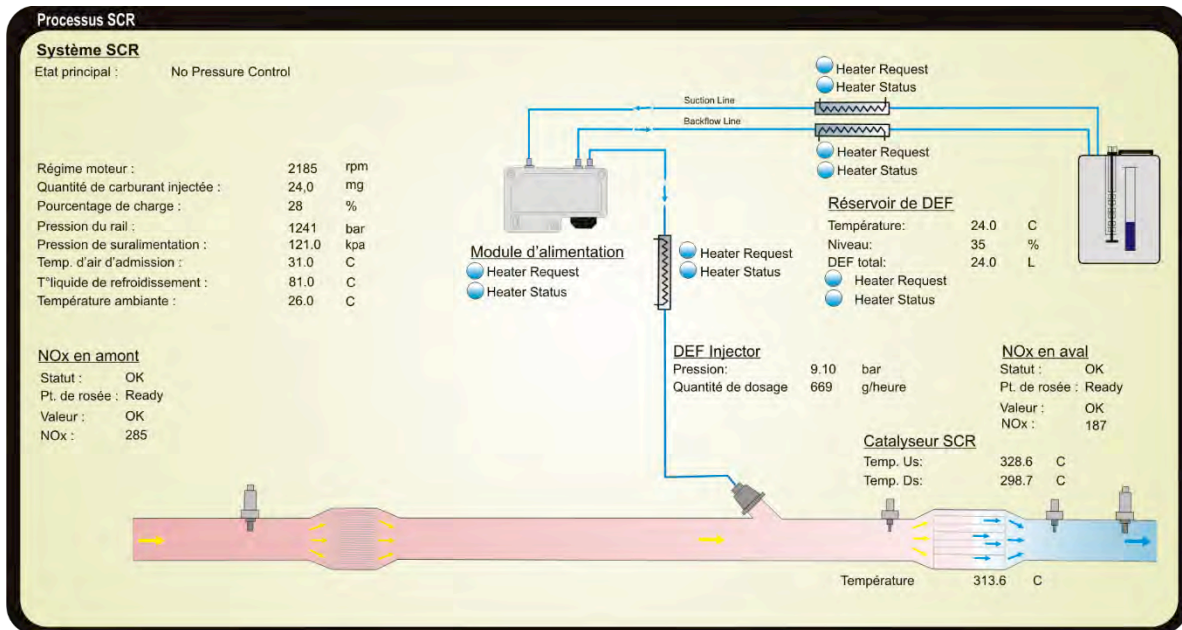 Processus SCR
Système SCR
Etat principal : No Pressure Control
Heater Request
Heater Status
Suction Line
Backflow Line
Heater Request
Heater Status
Régime moteur : 2185 rpm
Quantité de carburant injectée : 24,0 mg
Pourcentage de charge : 28 %
Pression du rail : 1241 bar
Pression de suralimentation : 121.0 kpa
Temp. d'air d'admission : 31.0 C
T°liquide de refroidissement : 81.0 C
Température ambiante : 26.0 C
Module d'alimentation
Heater Request
Heater Status
Heater Request
Heater Status
Réservoir de DEF
Température: 24.0 C
Niveau: 35 %
DEF total: 24.0 L
Heater Request
Heater Status
NOx en amont
Statut : OK
Pt. de rosée : Ready
Valeur : OK
NOx : 285
DEF Injector
Pression: 9.10 bar
Quantité de dosage 669 g/heure
NOx en aval
Statut : OK
Pt. de rosée : Ready
Valeur : OK
NOx : 187
Catalyseur SCR
Temp. Us: 328.6 C
Temp. Ds: 298.7 C
Température 313.6 C